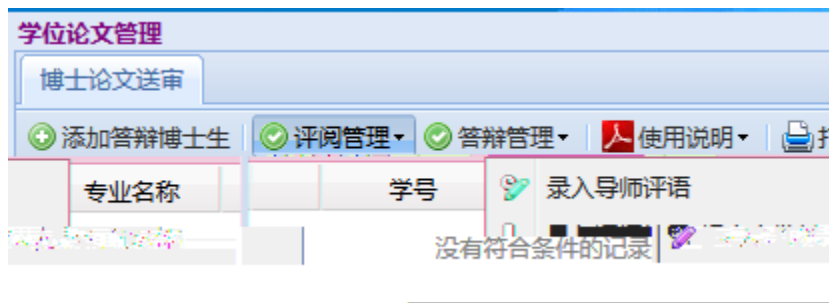 学位论文管理
博士论文送审
添加答辩博士生 评阅管理 答辩管理 使用说明
专业名称 学号 录入导师评语
没有符合条件的记录